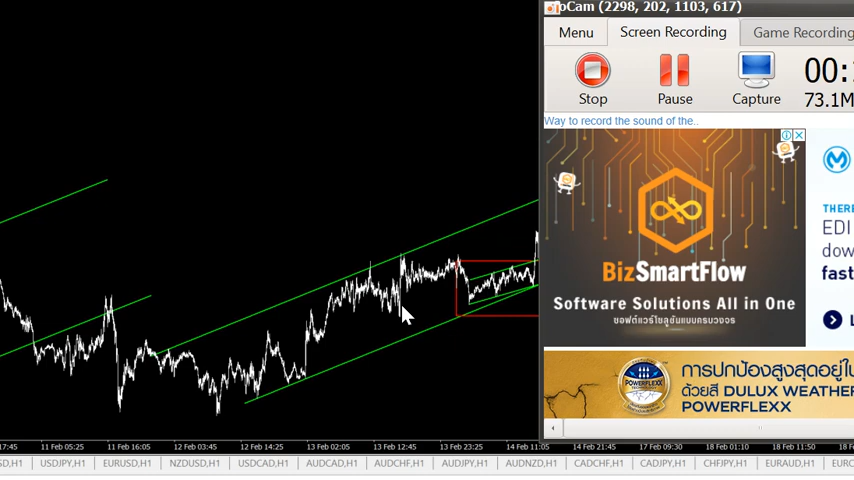 oCam (2298, 202, 1103, 617)
Menu
Screen Recording
Game Recording
Stop
Pause
Capture
00:
73.1M
Way to record the sound of the..
BizSmartFlow
Software Solutions All in One
ซอฟต์แวร์โซลูชันแบบครบวงจร
THERE
EDI
dow
fast
L
POWERFLEXX
การปกป้องสูงสุดอยู่ใ
ด้วยสี DULUX WEATHER
POWERFLEXX
17:45
11 Feb 05:25
11 Feb 16:05
12 Feb 03:45
12 Feb 14:25
13 Feb 02:05
13 Feb 12:45
13 Feb 23:25
14 Feb 11:05
14 Feb 21:45
17 Feb 09:30
18 Feb 01:10
18 Feb 11:50
18 F
SD,H1
USDJPY,H1
EURUSD,H1
NZDUSD,H1
USDCAD,H1
AUDCAD,H1
AUDCHF,H1
AUDJPY,H1
AUDNZD,H1
CADCHF,H1
CADJPY,H1
CHFJPY,H1
EURAUD,H1
EURC